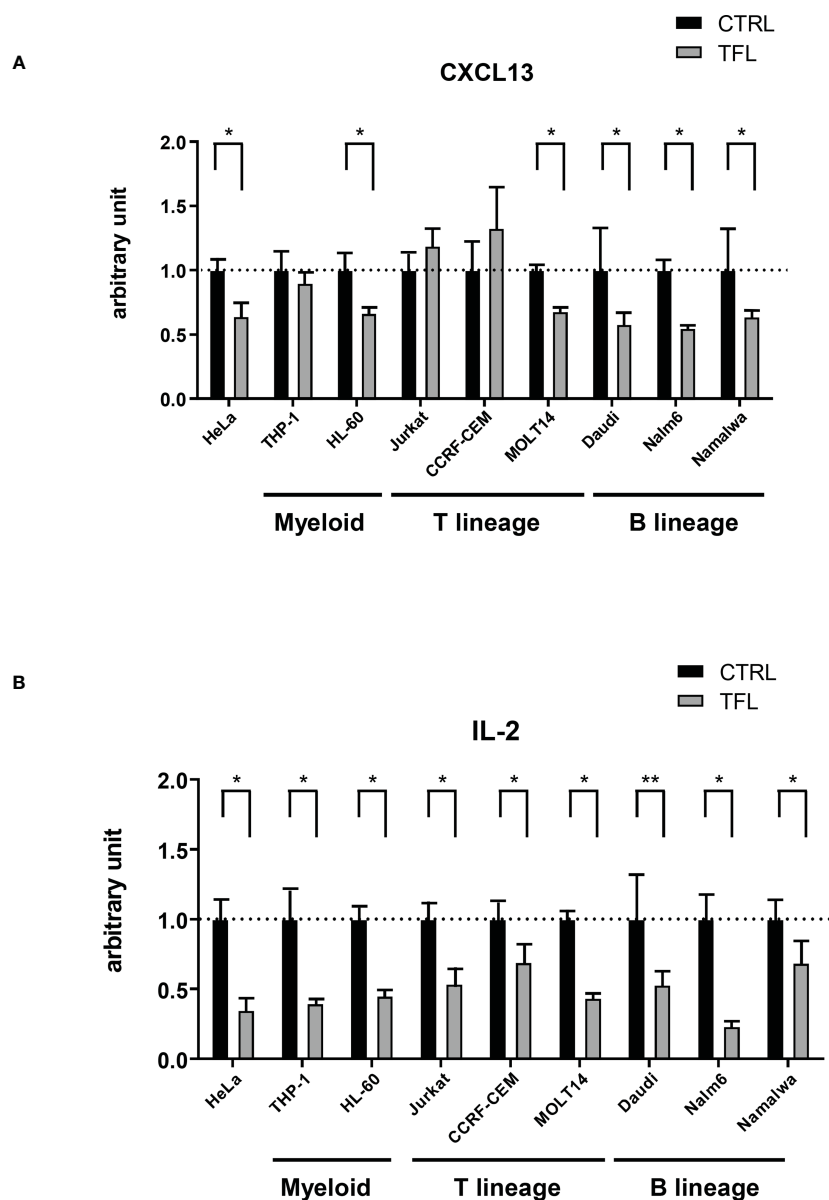 A
CTRL
TFL
CXCL13
* * * * * *
arbitrary unit
2.0
1.5
1.0
0.5
0.0
HeLa THP-1 HL-60 Jurkat CCRF-CEM MOLT14 Daudi Nalm6 Namalwa
Myeloid T lineage B lineage
B
CTRL
TFL
IL-2
* * * * * * ** * *
arbitrary unit
2.0
1.5
1.0
0.5
0.0
HeLa THP-1 HL-60 Jurkat CCRF-CEM MOLT14 Daudi Nalm6 Namalwa
Myeloid T lineage B lineage